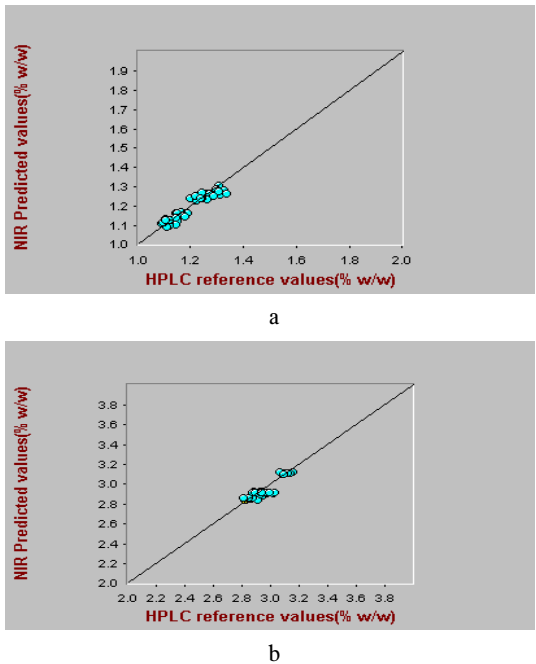 NIR Predicted values(% w/w)
1.9
1.8
1.7
1.6
1.5
1.4
1.3
1.2
1.1
1.0
1.0 1.2 1.4 1.6 1.8 2.0
HPLC reference values(% w/w)
a
NIR Predicted values(% w/w)
3.8
3.6
3.4
3.2
3.0
2.8
2.6
2.4
2.2
2.0
2.0 2.2 2.4 2.6 2.8 3.0 3.2 3.4 3.6 3.8
HPLC reference values(% w/w)
b